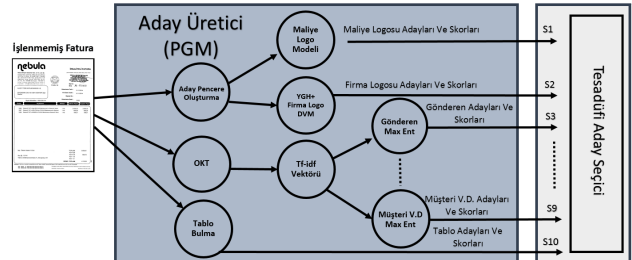 İşlenmemiş Fatura
nebula
Aday Üretici
(PGM)
Maliye
Logo
Modeli
Maliye Logosu Adayları Ve Skorları
S1
Aday Pencere
Oluşturma
YGH+
Firma Logo
DVM
Firma Logosu Adayları Ve Skorları
S2
Gönderen
Max Ent
Gönderen Adayları Ve
Skorları
S3
OKT
Tf-idf
Vektörü
Müşteri V.D
Max Ent
Müşteri V.D. Adayları
Ve Skorları
S9
Tablo
Bulma
Tablo Adayları Ve
Skorları
S10
Tesadüfi Aday Seçici